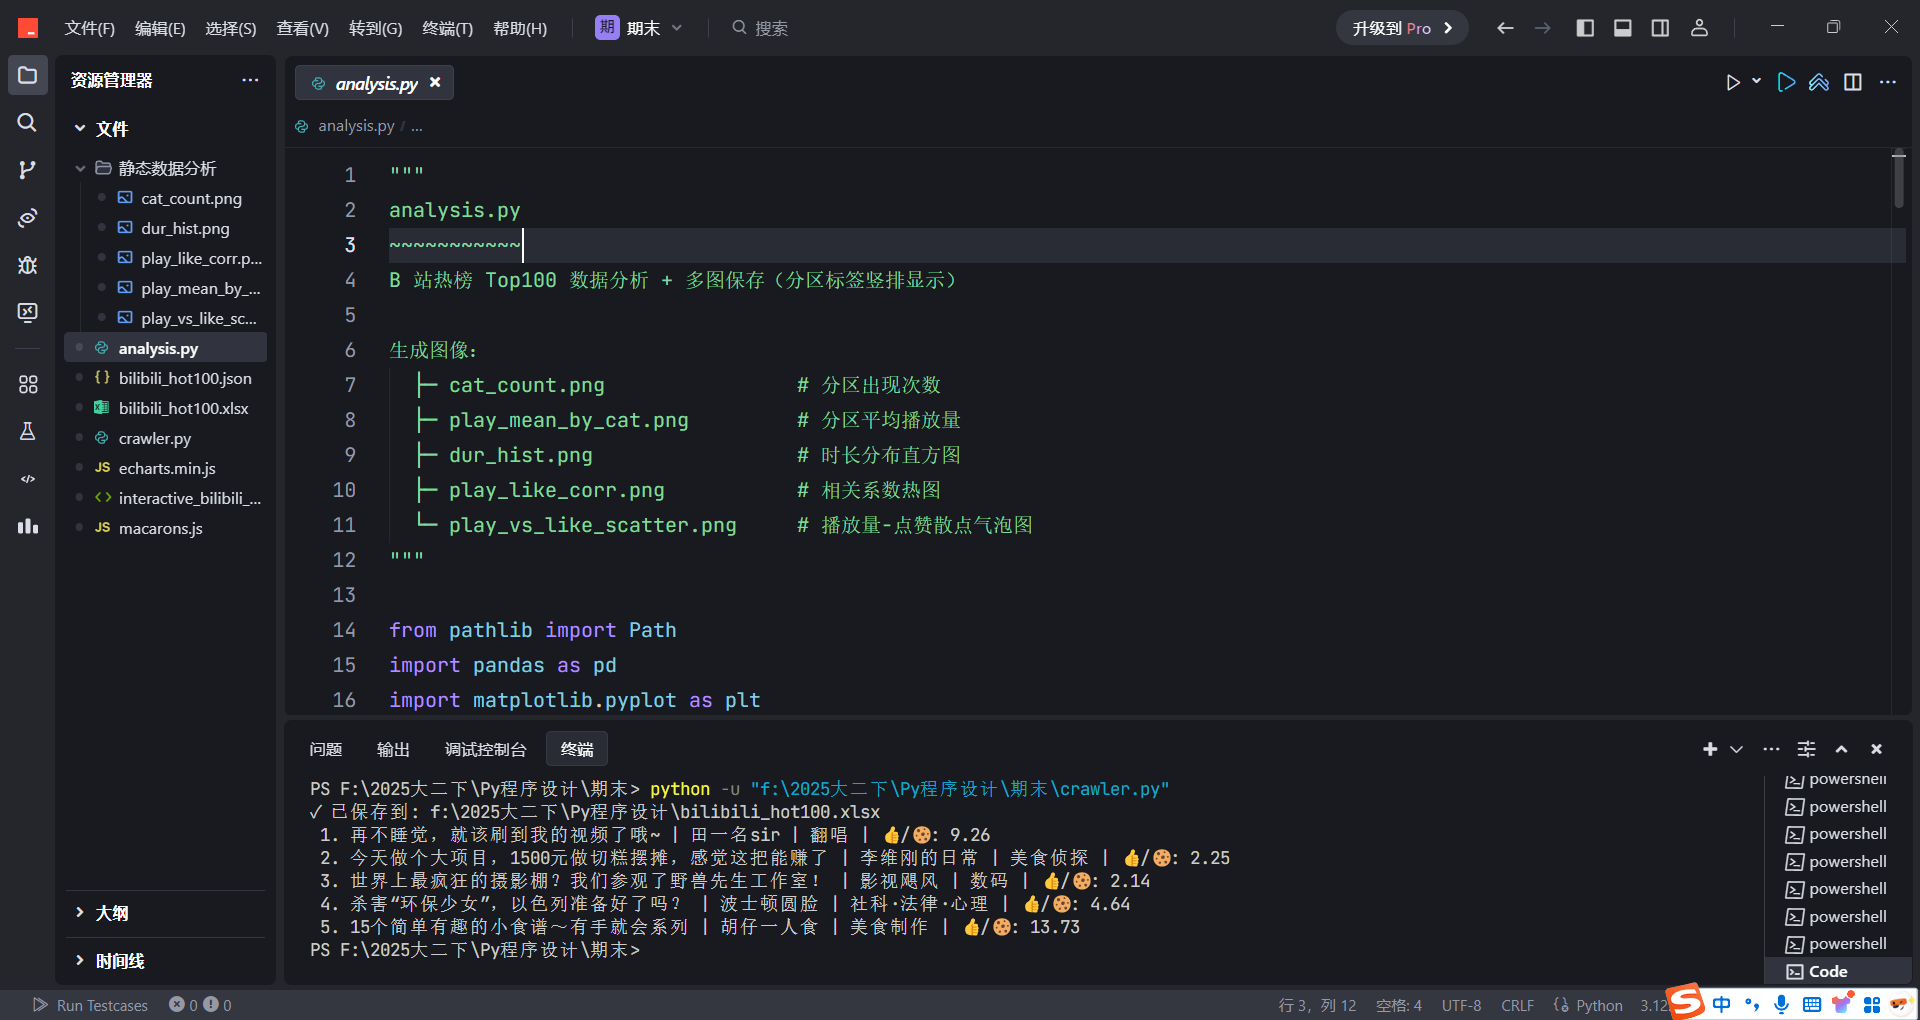 文件(F) 编辑(E) 选择(S) 查看(V) 转到(G) 终端(T) 帮助(H) 期 期末 搜索 升级到 Pro
资源管理器
文件
静态数据分析
cat_count.png
dur_hist.png
play_like_corr.p...
play_mean_by_...
play_vs_like_sc...
analysis.py
bilibili_hot100.json
bilibili_hot100.xlsx
crawler.py
JS echarts.min.js
interactive_bilibili_...
JS macarons.js
大纲
时间线
analysis.py
analysis.py / ...
1 """
2 analysis.py
3 ~~~~~~~~~~~
4 B 站热榜 Top100 数据分析 + 多图保存（分区标签竖排显示）
5
6 生成图像：
7 ├─ cat_count.png # 分区出现次数
8 ├─ play_mean_by_cat.png # 分区平均播放量
9 ├─ dur_hist.png # 时长分布直方图
10 ├─ play_like_corr.png # 相关系数热图
11 └─ play_vs_like_scatter.png # 播放量-点赞散点气泡图
12 """
13
14 from pathlib import Path
15 import pandas as pd
16 import matplotlib.pyplot as plt
问题 输出 调试控制台 终端
PS F:\2025大二下\Py程序设计\期末> python -u "f:\2025大二下\Py程序设计\期末\crawler.py"
✓ 已保存到: f:\2025大二下\Py程序设计\bilibili_hot100.xlsx
1. 再不睡觉，就该刷到我的视频了哦~ | 田一名sir | 翻唱 | 👍/🍪: 9.26
2. 今天做个大项目，1500元做切糕摆摊，感觉这把能赚了 | 李维刚的日常 | 美食侦探 | 👍/🍪: 2.25
3. 世界上最疯狂的摄影棚？我们参观了野兽先生工作室！ | 影视飓风 | 数码 | 👍/🍪: 2.14
4. 杀害“环保少女”，以色列准备好了吗？ | 波士顿圆脸 | 社科·法律·心理 | 👍/🍪: 4.64
5. 15个简单有趣的小食谱～有手就会系列 | 胡仔一人食 | 美食制作 | 👍/🍪: 13.73
PS F:\2025大二下\Py程序设计\期末>
powershell
powershell
powershell
powershell
powershell
powershell
powershell
Code
Run Testcases 0 0 行 3，列 12 空格: 4 UTF-8 CRLF Python 3.12 中